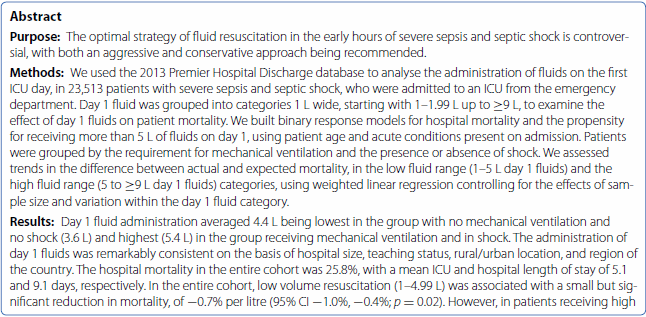 Abstract
Purpose: The optimal strategy of fluid resuscitation in the early hours of severe sepsis and septic shock is controver-
sial, with both an aggressive and conservative approach being recommended.
Methods: We used the 2013 Premier Hospital Discharge database to analyse the administration of fluids on the first
ICU day, in 23,513 patients with severe sepsis and septic shock, who were admitted to an ICU from the emergency
department. Day 1 fluid was grouped into categories 1 L wide, starting with 1–1.99 L up to ≥9 L, to examine the
effect of day 1 fluids on patient mortality. We built binary response models for hospital mortality and the propensity
for receiving more than 5 L of fluids on day 1, using patient age and acute conditions present on admission. Patients
were grouped by the requirement for mechanical ventilation and the presence or absence of shock. We assessed
trends in the difference between actual and expected mortality, in the low fluid range (1–5 L day 1 fluids) and the
high fluid range (5 to ≥9 L day 1 fluids) categories, using weighted linear regression controlling for the effects of sam-
ple size and variation within the day 1 fluid category.
Results: Day 1 fluid administration averaged 4.4 L being lowest in the group with no mechanical ventilation and
no shock (3.6 L) and highest (5.4 L) in the group receiving mechanical ventilation and in shock. The administration of
day 1 fluids was remarkably consistent on the basis of hospital size, teaching status, rural/urban location, and region of
the country. The hospital mortality in the entire cohort was 25.8%, with a mean ICU and hospital length of stay of 5.1
and 9.1 days, respectively. In the entire cohort, low volume resuscitation (1–4.99 L) was associated with a small but sig-
nificant reduction in mortality, of −0.7% per litre (95% CI −1.0%, −0.4%; p = 0.02). However, in patients receiving high